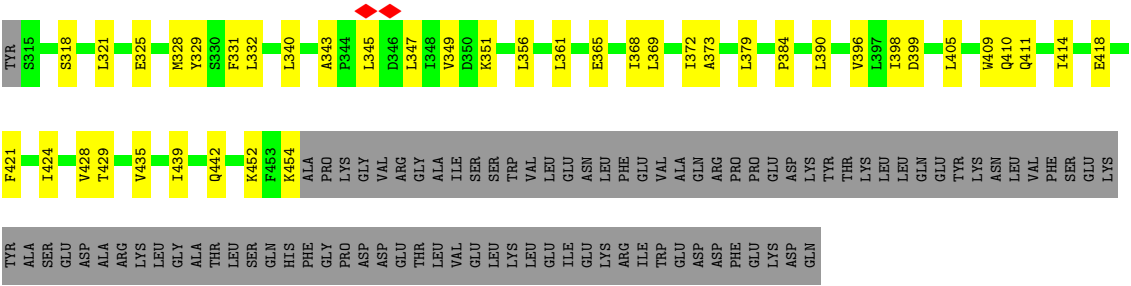 TYR S315 S318 L321 E325 M328 Y329 S330 F331 L332 L340 A343 P344 L345 D346 L347 I348 V349 D350 K351 L356 L361 E365 I368 L369 I372 A373 L379 P384 L390 V396 L397 I398 D399 L405 W409 Q410 Q411 I414 E418
F421 I424 V428 T429 V435 I439 Q442 K452 F453 K454 ALA PRO LYS GLY VAL ARG GLY ALA ILE SER SER TRP VAL LEU GLU ASN LEU PHE GLU VAL ALA GLN ARG PRO PRO GLU ASP LYS TYR THR LYS LEU LEU GLN GLU TYR LYS ASN LEU VAL PHE SER GLU LYS
TYR ALA SER GLU ASP ALA ARG LYS LEU GLY ALA THR LEU SER GLN HIS PHE GLY PRO ASP ASP GLU THR LEU VAL GLU LEU LYS LEU GLU ILE GLU LYS ARG ILE TRP GLU ASP ASP PHE GLU LYS ASP GLN